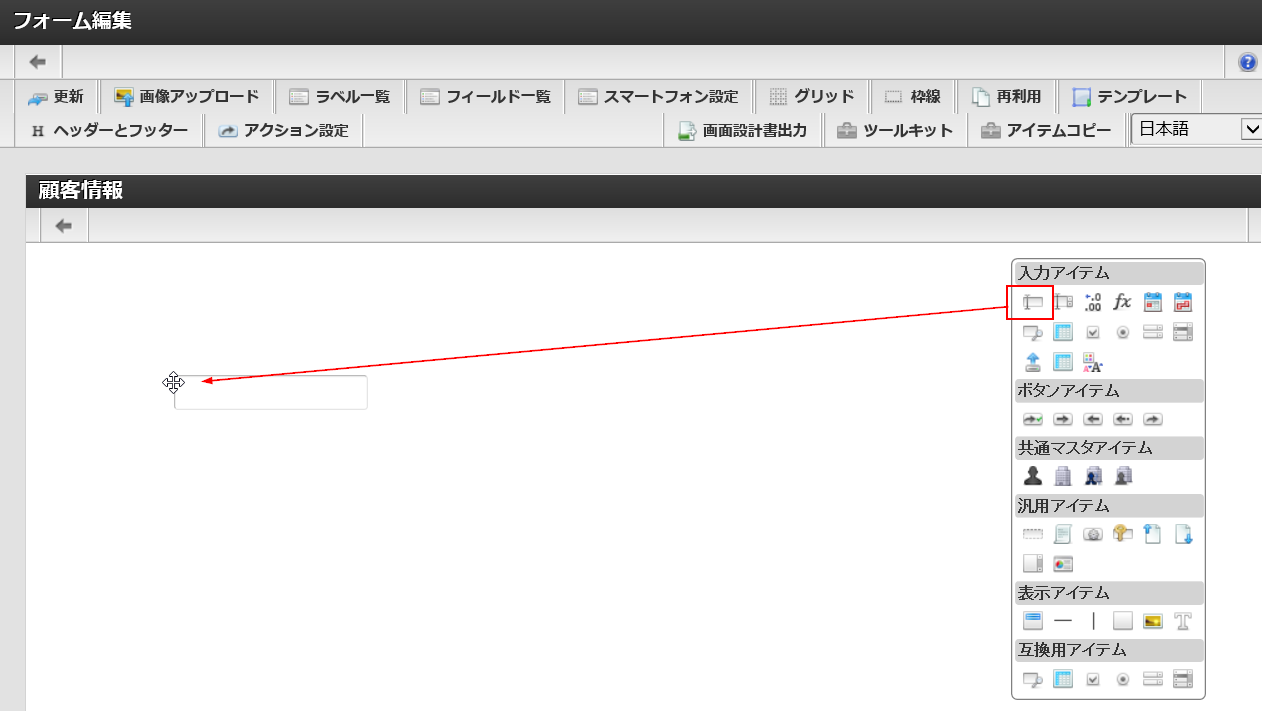 フォーム編集
更新 画像アップロード ラベル一覧 フィールド一覧 スマートフォン設定 グリッド 枠線 再利用 テンプレート
H ヘッダーとフッター アクション設定 画面設計書出力 ツールキット アイテムコピー 日本語
顧客情報
入力アイテム
.0 .00 fx
A A
ボタンアイテム
共通マスタアイテム
汎用アイテム
表示アイテム
T
互換用アイテム